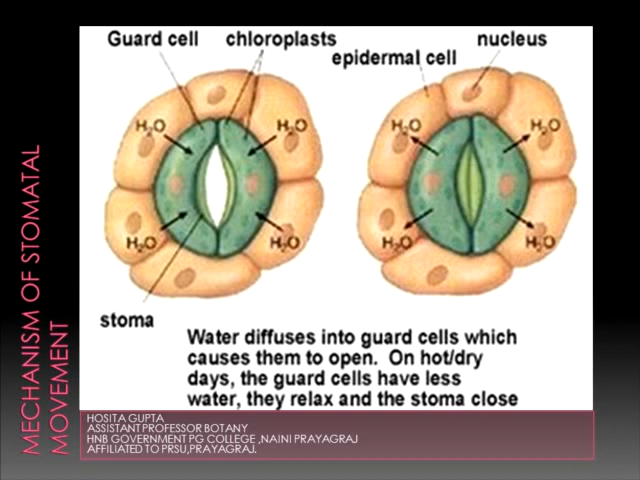 MECHANISM OF STOMATAL
MOVEMENT
Guard cell
chloroplasts
nucleus
epidermal cell
H₂O
H₂O
H₂O
H₂O
H₂O
H₂O
H₂O
H₂O
stoma
Water diffuses into guard cells which
causes them to open. On hot/dry
days, the guard cells have less
water, they relax and the stoma close
HOSITA GUPTA
ASSISTANT PROFESSOR BOTANY
HNB GOVERNMENT PG COLLEGE ,NAINI PRAYAGRAJ
AFFILIATED TO PRSU,PRAYAGRAJ.